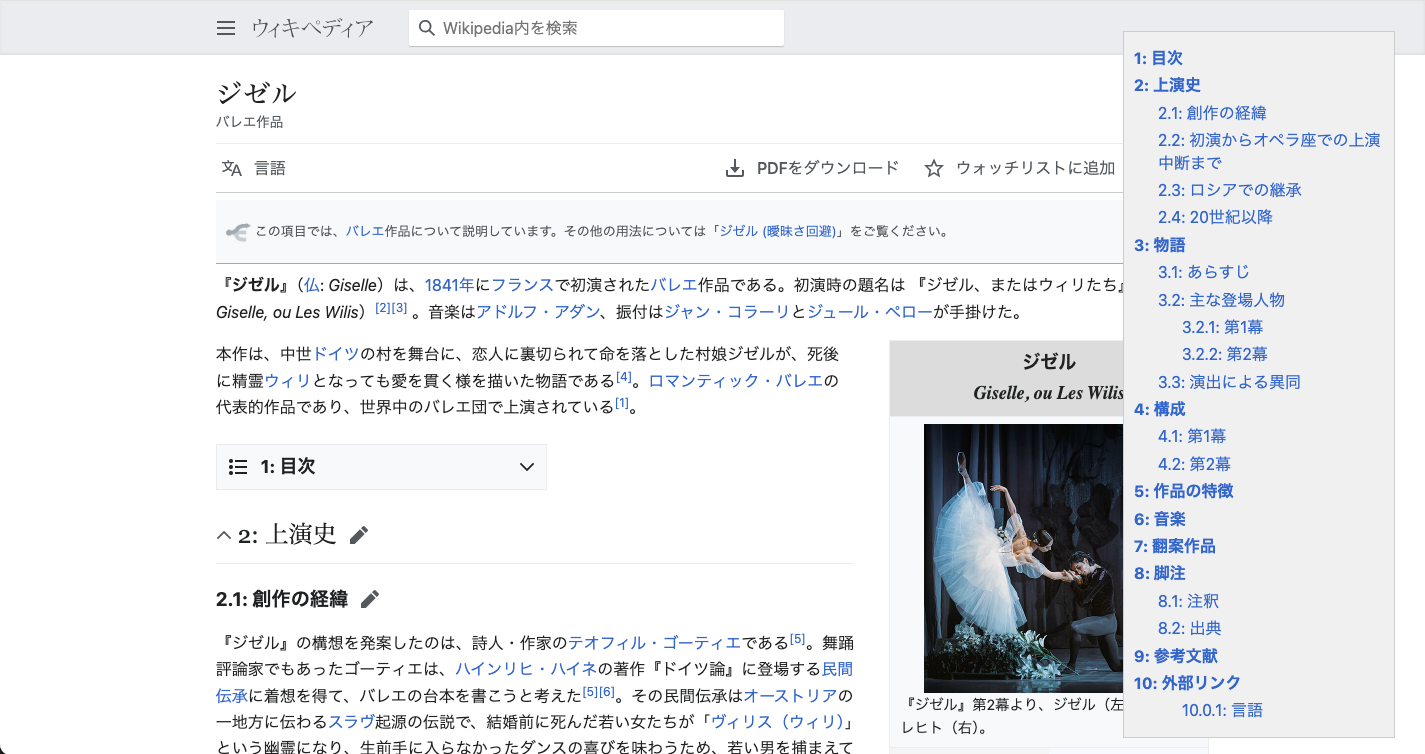 ウィキペディア
Wikipedia内を検索
ジゼル
バレエ作品
言語
PDFをダウンロード
ウォッチリストに追加
この項目では、バレエ作品について説明しています。その他の用法については「ジゼル (曖昧さ回避)」をご覧ください。
『ジゼル』（仏: Giselle）は、1841年にフランスで初演されたバレエ作品である。初演時の題名は 『ジゼル、またはウィリたち』
Giselle, ou Les Wilis）[2][3] 。音楽はアドルフ・アダン、振付はジャン・コラーリとジュール・ペローが手掛けた。
本作は、中世ドイツの村を舞台に、恋人に裏切られて命を落とした村娘ジゼルが、死後
に精霊ウィリとなっても愛を貫く様を描いた物語である[4]。ロマンティック・バレエの
代表的作品であり、世界中のバレエ団で上演されている[1]。
1: 目次
2: 上演史
2.1: 創作の経緯
『ジゼル』の構想を発案したのは、詩人・作家のテオフィル・ゴーティエである[5]。舞踊
評論家でもあったゴーティエは、ハインリヒ・ハイネの著作『ドイツ論』に登場する民間
伝承に着想を得て、バレエの台本を書こうと考えた[5][6]。その民間伝承はオーストリアの
一地方に伝わるスラヴ起源の伝説で、結婚前に死んだ若い女たちが「ヴィリス（ウィリ）」
という幽霊になり、生前手に入らなかったダンスの喜びを味わうため、若い男を捕まえて
ジゼル
Giselle, ou Les Wilis
『ジゼル』第2幕より、ジゼル（左
レヒト（右）。
1: 目次
2: 上演史
2.1: 創作の経緯
2.2: 初演からオペラ座での上演
中断まで
2.3: ロシアでの継承
2.4: 20世紀以降
3: 物語
3.1: あらすじ
3.2: 主な登場人物
3.2.1: 第1幕
3.2.2: 第2幕
3.3: 演出による異同
4: 構成
4.1: 第1幕
4.2: 第2幕
5: 作品の特徴
6: 音楽
7: 翻案作品
8: 脚注
8.1: 注釈
8.2: 出典
9: 参考文献
10: 外部リンク
10.0.1: 言語